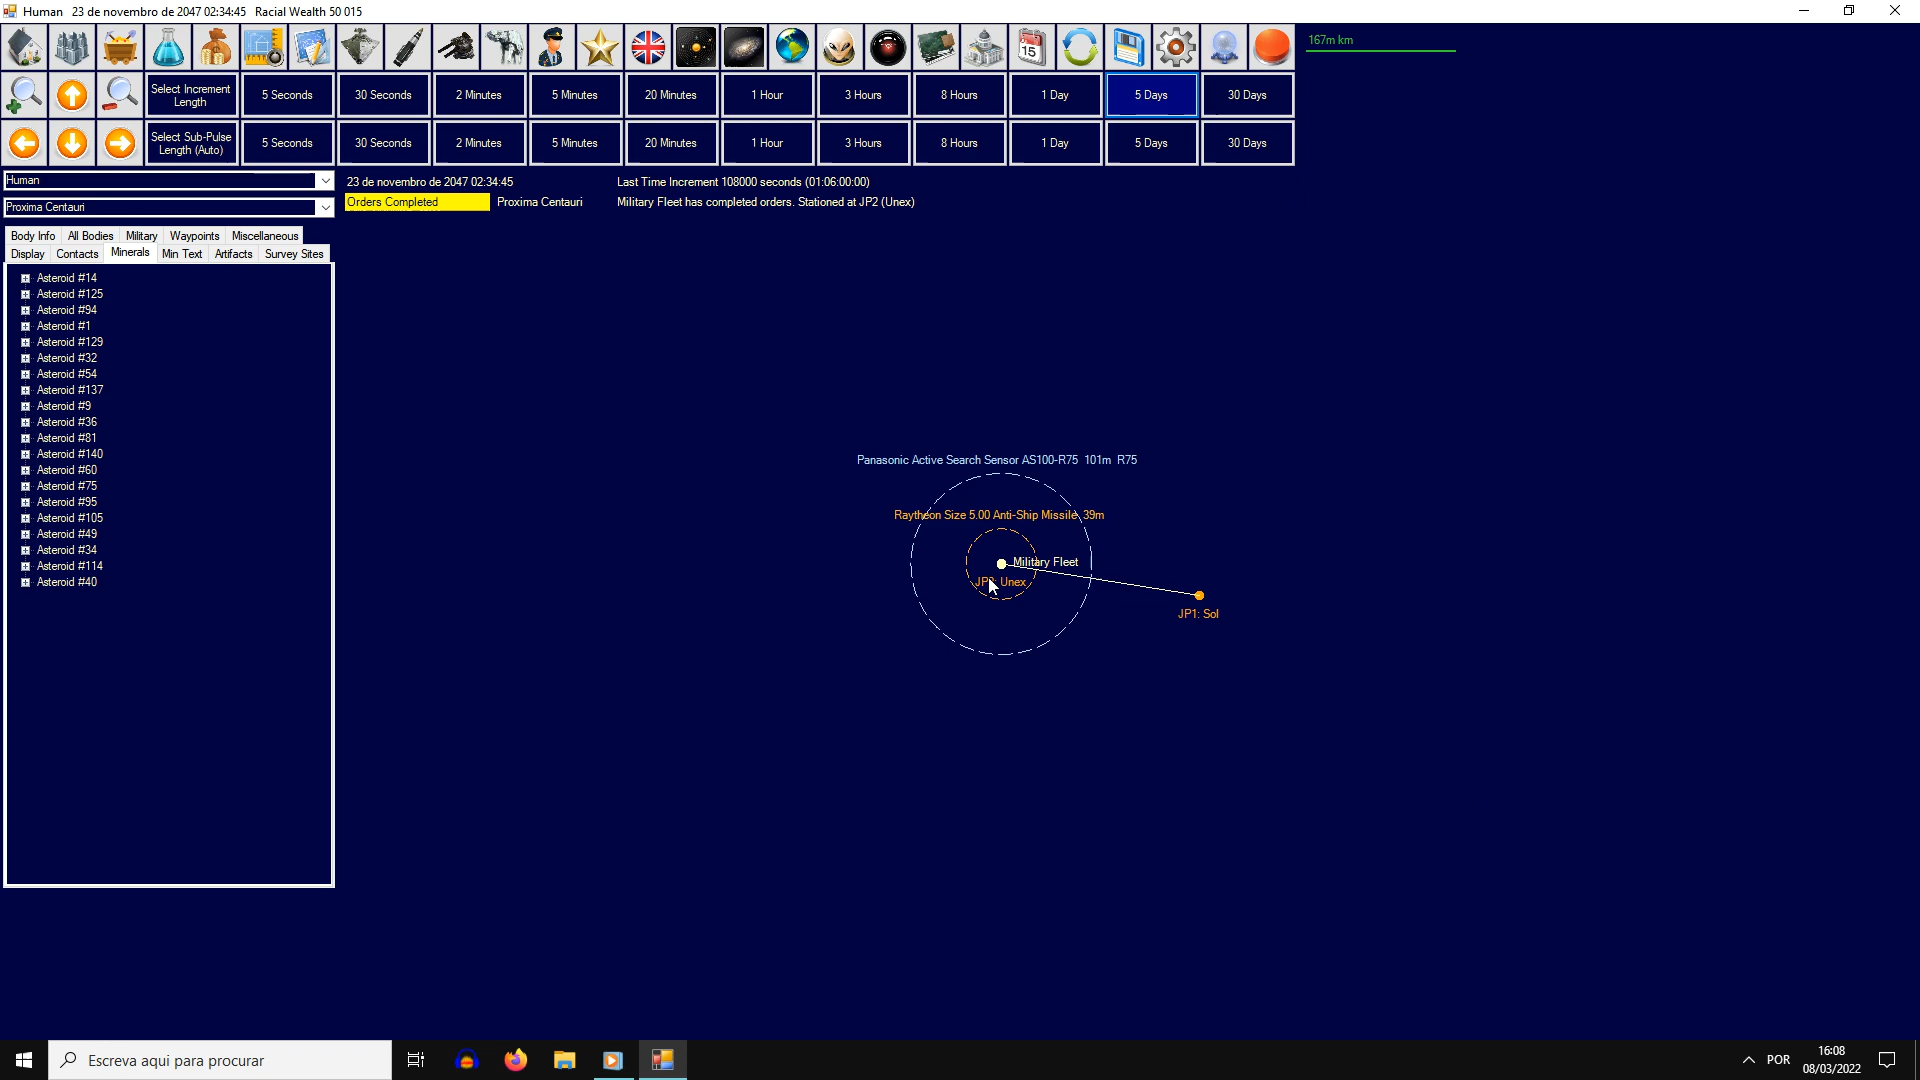 Human   23 de novembro de 2047 02:34:45   Racial Wealth 50 015
15
167m km
Select Increment Length
5 Seconds
30 Seconds
2 Minutes
5 Minutes
20 Minutes
1 Hour
3 Hours
8 Hours
1 Day
5 Days
30 Days
Select Sub-Pulse Length (Auto)
5 Seconds
30 Seconds
2 Minutes
5 Minutes
20 Minutes
1 Hour
3 Hours
8 Hours
1 Day
5 Days
30 Days
Human
Proxima Centauri
23 de novembro de 2047 02:34:45
Last Time Increment 108000 seconds (01:06:00:00)
Orders Completed
Proxima Centauri
Military Fleet has completed orders. Stationed at JP2 (Unex)
Body Info
All Bodies
Military
Waypoints
Miscellaneous
Display
Contacts
Minerals
Min Text
Artifacts
Survey Sites
Asteroid #14
Asteroid #125
Asteroid #94
Asteroid #1
Asteroid #129
Asteroid #32
Asteroid #54
Asteroid #137
Asteroid #9
Asteroid #36
Asteroid #81
Asteroid #140
Asteroid #60
Asteroid #75
Asteroid #95
Asteroid #105
Asteroid #49
Asteroid #34
Asteroid #114
Asteroid #40
Panasonic Active Search Sensor AS100-R75  101m  R75
Raytheon Size 5.00 Anti-Ship Missile  39m
Military Fleet
JP2: Unex
JP1: Sol
Escreva aqui para procurar
POR
16:08
08/03/2022